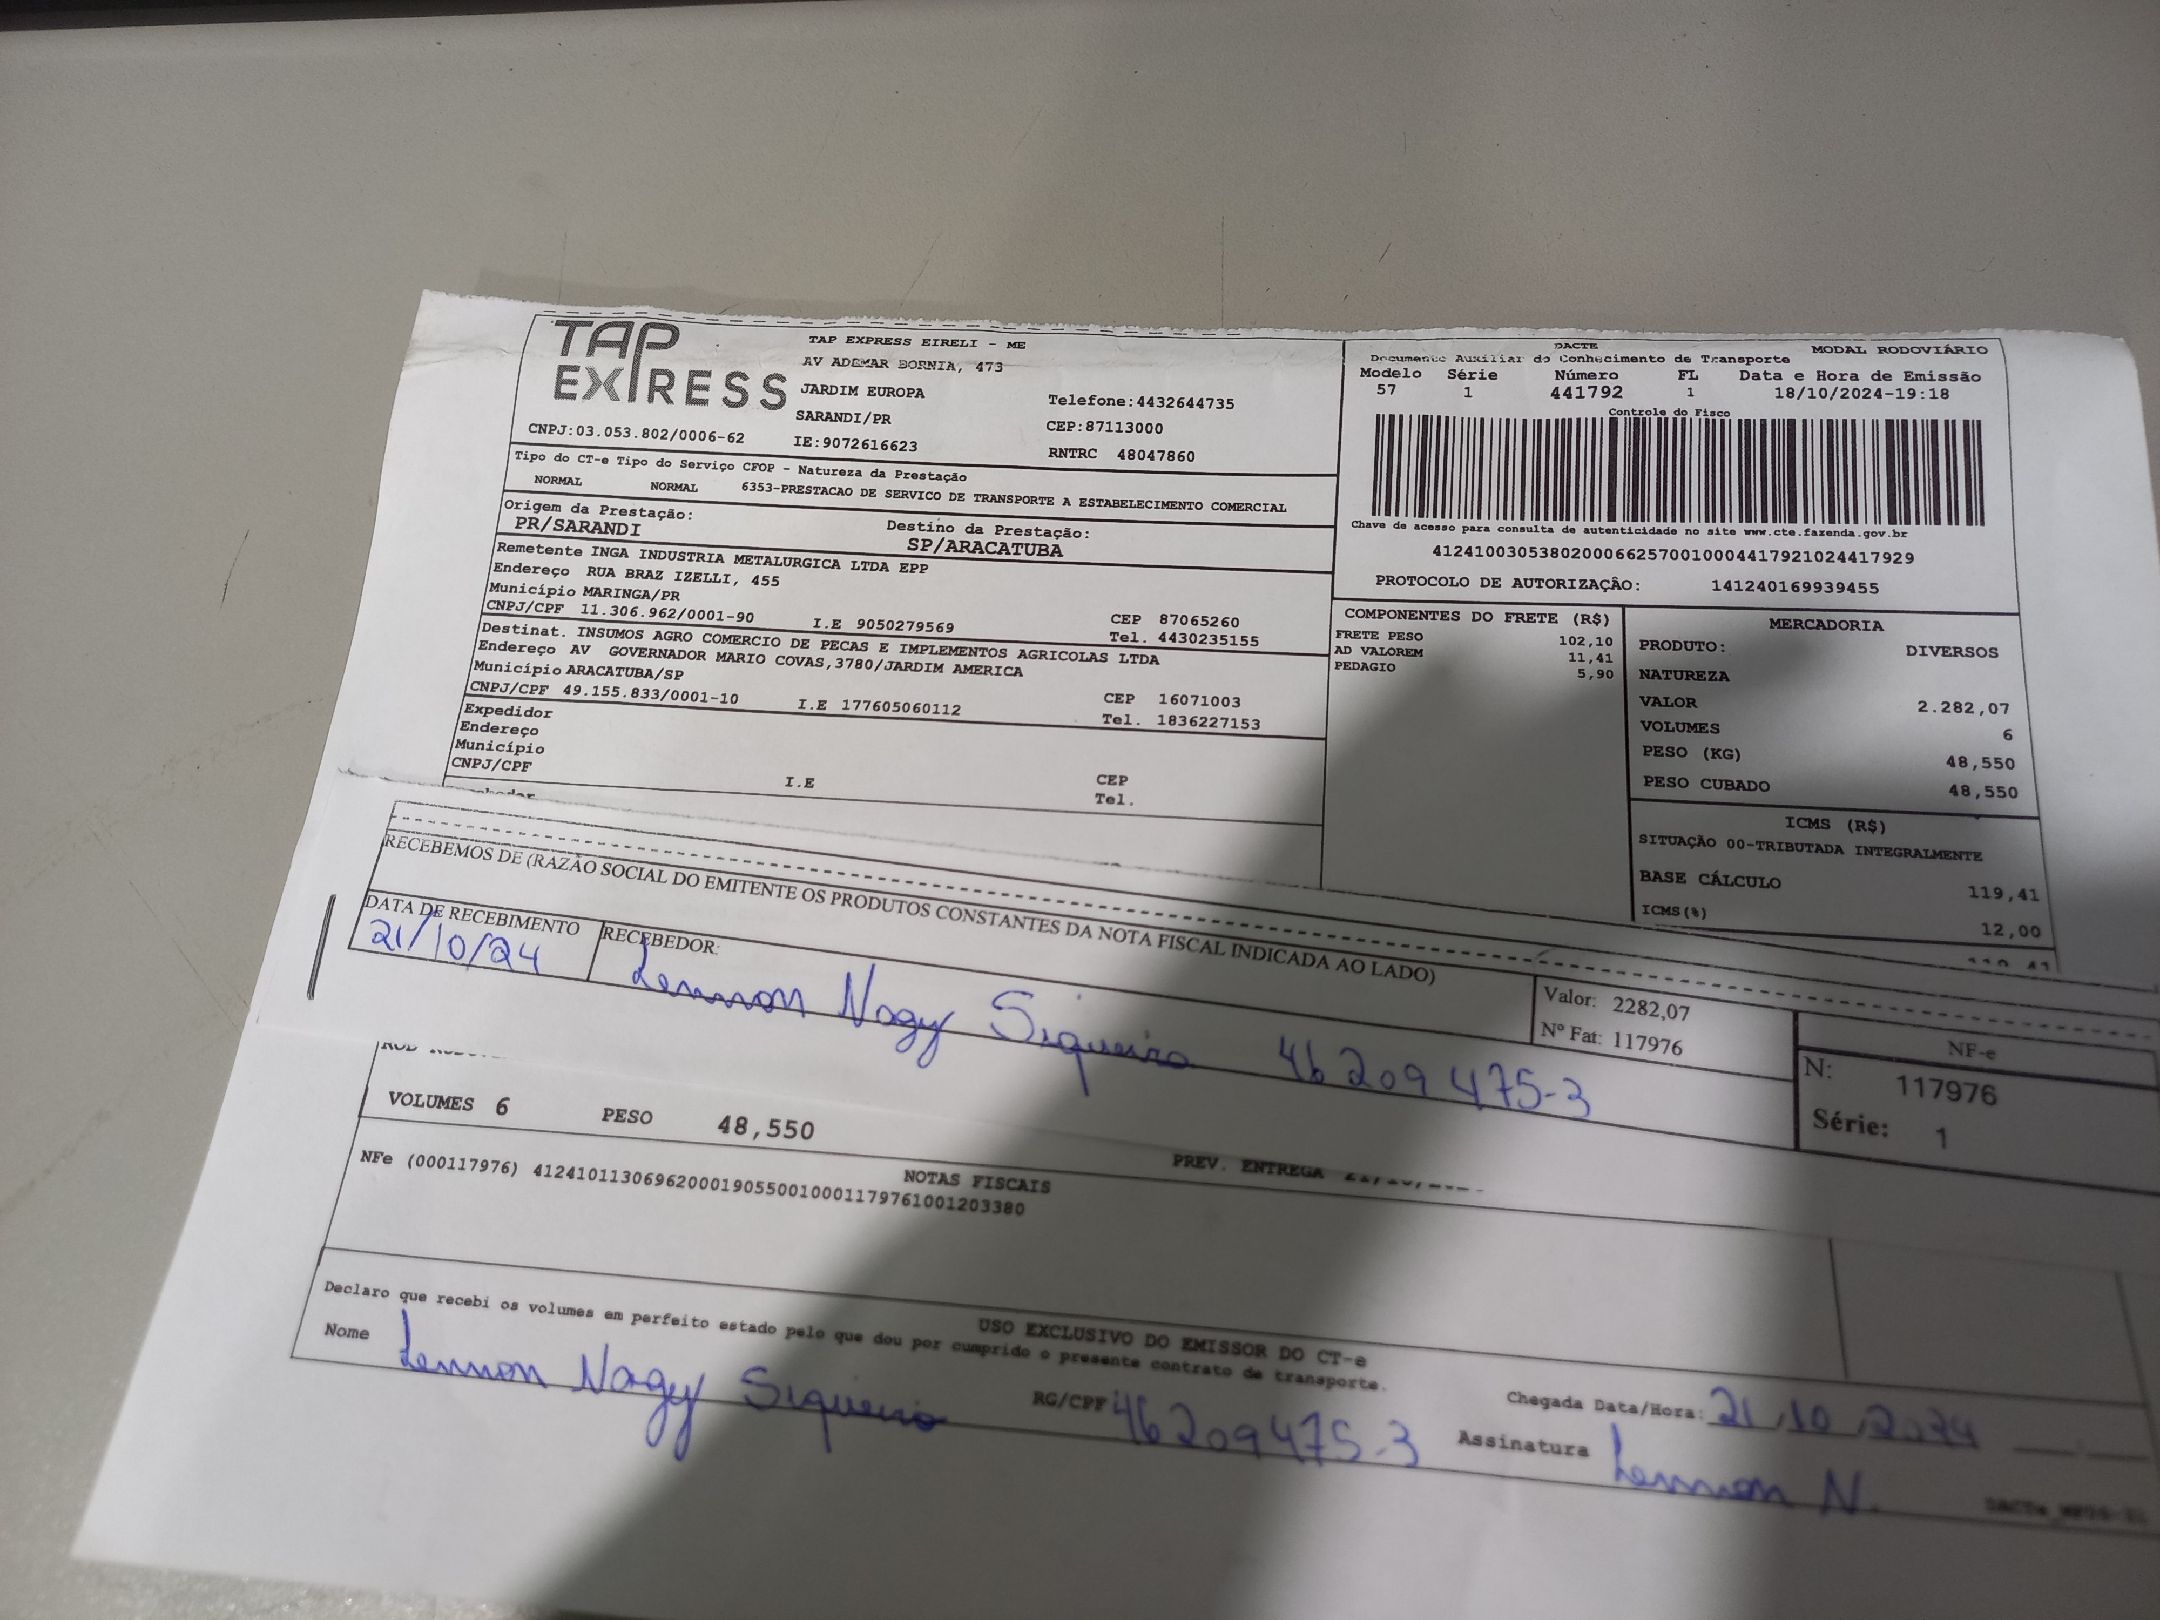 TAP
EXPRESS
TAP EXPRESS EIRELI - ME
AV ADEMAR BORNIA, 473
JARDIM EUROPA
SARANDI/PR
Telefone:4432644735
CEP:87113000
CNPJ:03.053.802/0006-62
IE:9072616623
RNTRC 48047860
DACTE
Documento Auxiliar do Conhecimento de Transporte
MODAL RODOVIÁRIO
Modelo Série Número FL Data e Hora de Emissão
57 1 441792 1 18/10/2024-19:18
Controle do Fisco
Chave de acesso para consulta de autenticidade no site www.cte.fazenda.gov.br
41241003053802000662570010004417921024417929
PROTOCOLO DE AUTORIZAÇÃO: 141240169939455
Tipo do CT-e Tipo do Serviço CFOP - Natureza da Prestação
NORMAL NORMAL 6353-PRESTACAO DE SERVICO DE TRANSPORTE A ESTABELECIMENTO COMERCIAL
Origem da Prestação:
PR/SARANDI
Destino da Prestação:
SP/ARACATUBA
Remetente INGA INDUSTRIA METALURGICA LTDA EPP
Endereço RUA BRAZ IZELLI, 455
Município MARINGA/PR
CEP 87065260
CNPJ/CPF 11.306.962/0001-90 I.E 9050279569 Tel. 4430235155
Destinat. INSUMOS AGRO COMERCIO DE PECAS E IMPLEMENTOS AGRICOLAS LTDA
Endereço AV GOVERNADOR MARIO COVAS,3780/JARDIM AMERICA
Município ARACATUBA/SP
CEP 16071003
CNPJ/CPF 49.155.833/0001-10 I.E 177605060112 Tel. 1836227153
Expedidor
Endereço
Município
CEP
CNPJ/CPF I.E Tel.
COMPONENTES DO FRETE (R$)
FRETE PESO 102,10
AD VALOREM 11,41
PEDAGIO 5,90
MERCADORIA
PRODUTO: DIVERSOS
NATUREZA
VALOR 2.282,07
VOLUMES 6
PESO (KG) 48,550
PESO CUBADO 48,550
ICMS (R$)
SITUAÇÃO 00-TRIBUTADA INTEGRALMENTE
BASE CÁLCULO 119,41
ICMS(%) 12,00
RECEBEMOS DE (RAZÃO SOCIAL DO EMITENTE OS PRODUTOS CONSTANTES DA NOTA FISCAL INDICADA AO LADO)
DATA DE RECEBIMENTO
21/10/24
RECEBEDOR:
Lennon Nagy Siqueira 46209475-3
Valor: 2282,07
Nº Fat: 117976
NF-e
N: 117976
Série: 1
VOLUMES 6 PESO 48,550 PREV. ENTREGA
NOTAS FISCAIS
NFe (000117976) 41241011306962000190550010001179761001203380
USO EXCLUSIVO DO EMISSOR DO CT-e
Declaro que recebi os volumes em perfeito estado pelo que dou por cumprido o presente contrato de transporte.
Nome Lennon Nagy Siqueira RG/CPF 46209475-3
Chegada Data/Hora: 21/10/2024
Assinatura Lennon N.